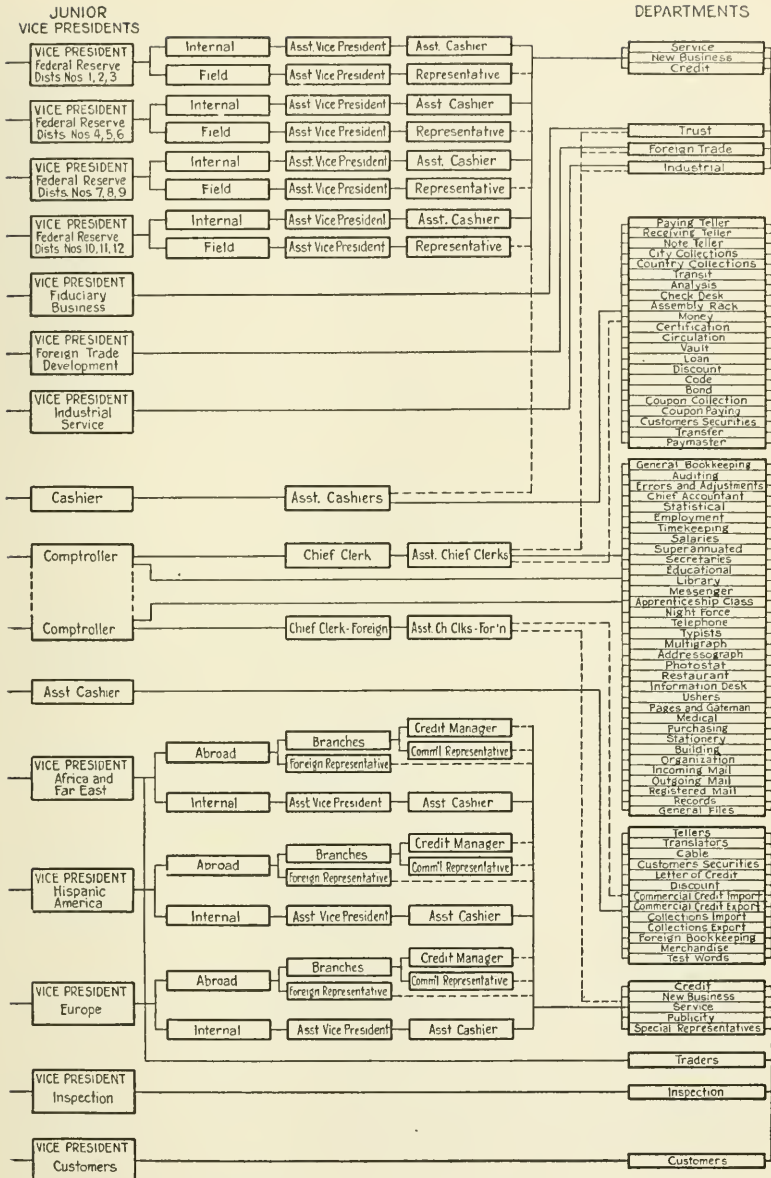 JUNIOR
VICE PRESIDENTS
DEPARTMENTS
VICE PRESIDENT
Federal Reserve
Dists Nos 1, 2, 3
Internal
Asst. Vice President
Asst. Cashier
Field
Asst Vice President
Representative
VICE PRESIDENT
Federal Reserve
Dists Nos 4, 5, 6
Internal
Asst Vice President
Asst Cashier
Field
Asst Vice President
Representative
VICE PRESIDENT
Federal Reserve
Dists. Nos 7, 8, 9
Internal
Asst Vice President
Asst. Cashier
Field
Asst Vice President
Representative
VICE PRESIDENT
Federal Reserve
Dists Nos 10, 11, 12
Internal
Asst Vice President
Asst. Cashier
Field
Asst Vice President
Representative
VICE PRESIDENT
Fiduciary
Business
VICE PRESIDENT
Foreign Trade
Development
VICE PRESIDENT
Industrial
Service
Cashier
Asst. Cashiers
Comptroller
Chief Clerk
Asst. Chief Clerks
Comptroller
Chief Clerk-Foreign
Asst. Ch Clks-For'n
Asst Cashier
VICE PRESIDENT
Africa and
Far East
Abroad
Branches
Credit Manager
Comm'l Representative
Foreign Representative
Internal
Asst Vice President
Asst Cashier
VICE PRESIDENT
Hispanic
America
Abroad
Branches
Credit Manager
Comm'l Representative
Foreign Representative
Internal
Asst Vice President
Asst Cashier
VICE PRESIDENT
Europe
Abroad
Branches
Credit Manager
Comm'l Representative
Foreign Representative
Internal
Asst Vice President
Asst Cashier
VICE PRESIDENT
Inspection
VICE PRESIDENT
Customers
Service
New Business
Credit
Trust
Foreign Trade
Industrial
Paying Teller
Receiving Teller
Note Teller
City Collections
Country Collections
Transit
Analysis
Check Desk
Assembly Rack
Money
Certification
Circulation
Vault
Loan
Discount
Code
Bond
Coupon Collection
Coupon Paying
Customers Securities
Transfer
Paymaster
General Bookkeeping
Auditing
Errors and Adjustments
Chief Accountant
Statistical
Employment
Timekeeping
Salaries
Superannuated
Secretaries
Educational
Library
Messenger
Apprenticeship Class
Night Force
Telephone
Typists
Multigraph
Addressograph
Photostat
Restaurant
Information Desk
Ushers
Pages and Gateman
Medical
Purchasing
Stationery
Building
Organization
Incoming Mail
Outgoing Mail
Registered Mail
Records
General Files
Tellers
Translators
Cable
Customers Securities
Letter of Credit
Discount
Commercial Credit Import
Commercial Credit Export
Collections Import
Collections Export
Foreign Bookkeeping
Merchandise
Test Words
Credit
New Business
Service
Publicity
Special Representatives
Traders
Inspection
Customers